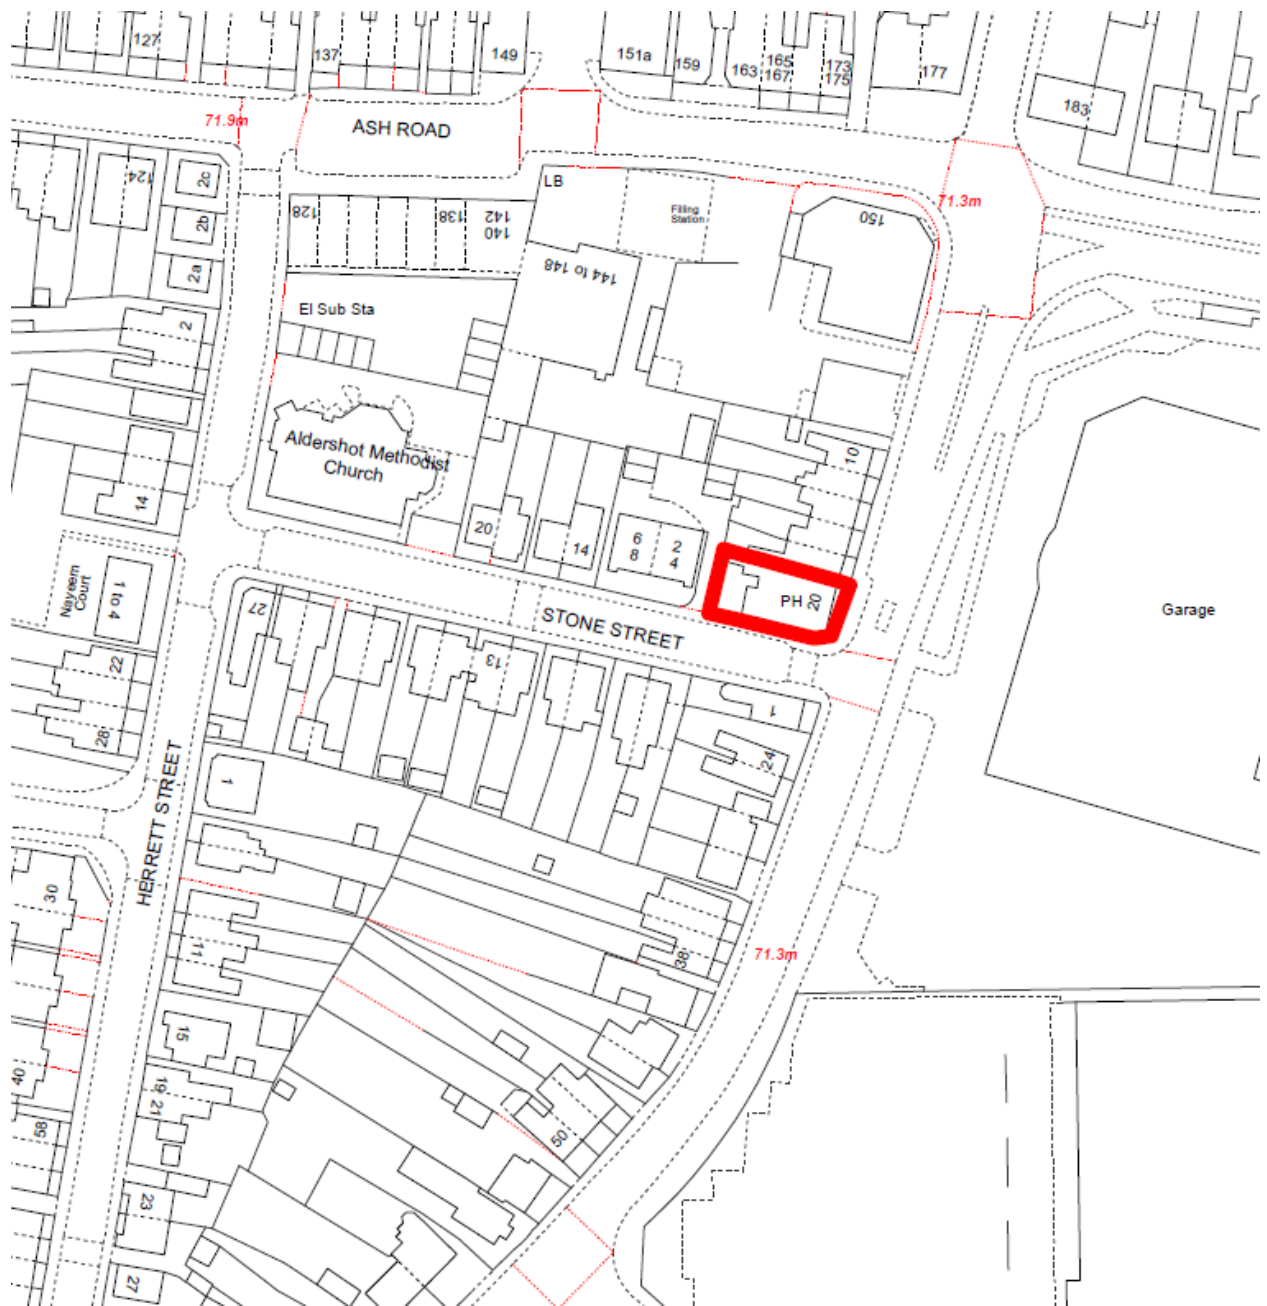 127
137
149
151a
159
163
165
167
173
175
177
183
71.9m
ASH ROAD
124
2c
2b
2a
2
128
138
142
140
LB
Filling
Station
144 to 148
150
71.3m
El Sub Sta
Aldershot Methodist
Church
14
20
14
6
8
2
4
10
PH
20
Garage
Nayeem
Court
1 to 4
22
28
27
STONE STREET
13
1
24
HERRETT STREET
1
30
11
38
71.3m
15
19
21
40
58
50
23
27